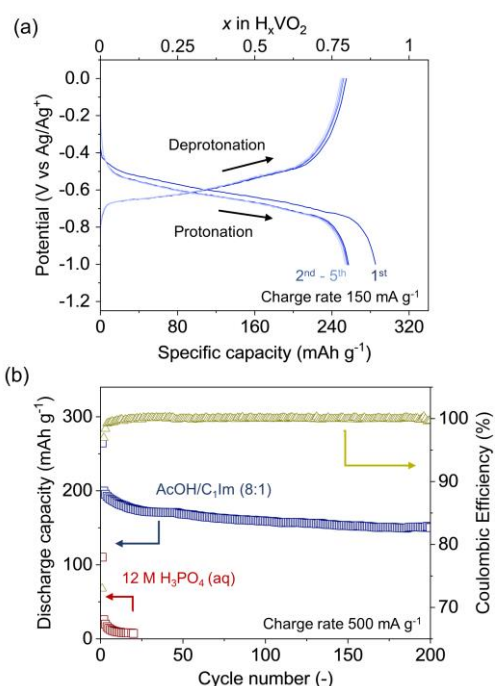 (a)
x in HₓVO₂
0 0.25 0.5 0.75 1
Potential (V vs Ag/Ag⁺)
0.0
-0.2
-0.4
-0.6
-0.8
-1.0
-1.2
Deprotonation
Protonation
2ⁿᵈ - 5ᵗʰ 1ˢᵗ
Charge rate 150 mA g⁻¹
0 80 160 240 320
Specific capacity (mAh g⁻¹)
(b)
Discharge capacity (mAh g⁻¹)
300
200
100
0
AcOH/C₁Im (8:1)
12 M H₃PO₄ (aq)
Charge rate 500 mA g⁻¹
100
90
80
70
Coulombic Efficiency (%)
0 50 100 150 200
Cycle number (-)